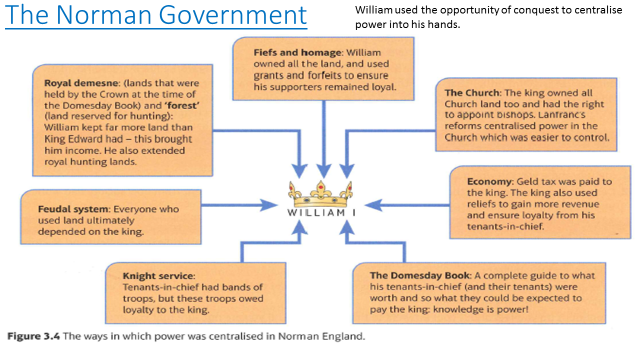 The Norman Government
William used the opportunity of conquest to centralise
power into his hands.
Fiefs and homage: William
owned all the land, and used
grants and forfeits to ensure
his supporters remained loyal.
Royal demesne: (lands that were
held by the Crown at the time of
the Domesday Book) and ‘forest’
(land reserved for hunting):
William kept far more land than
King Edward had – this brought
him income. He also extended
royal hunting lands.
The Church: The king owned all
Church land too and had the right
to appoint bishops. Lanfranc's
reforms centralised power in the
Church which was easier to control.
Feudal system: Everyone who
used land ultimately
depended on the king.
WILLIAM I
Economy: Geld tax was paid to
the king. The king also used
reliefs to gain more revenue
and ensure loyalty from his
tenants-in-chief.
Knight service:
Tenants-in-chief had bands of
troops, but these troops owed
loyalty to the king.
The Domesday Book: A complete guide to what
his tenants-in-chief (and their tenants) were
worth and so what they could be expected to
pay the king: knowledge is power!
Figure 3.4 The ways in which power was centralised in Norman England.